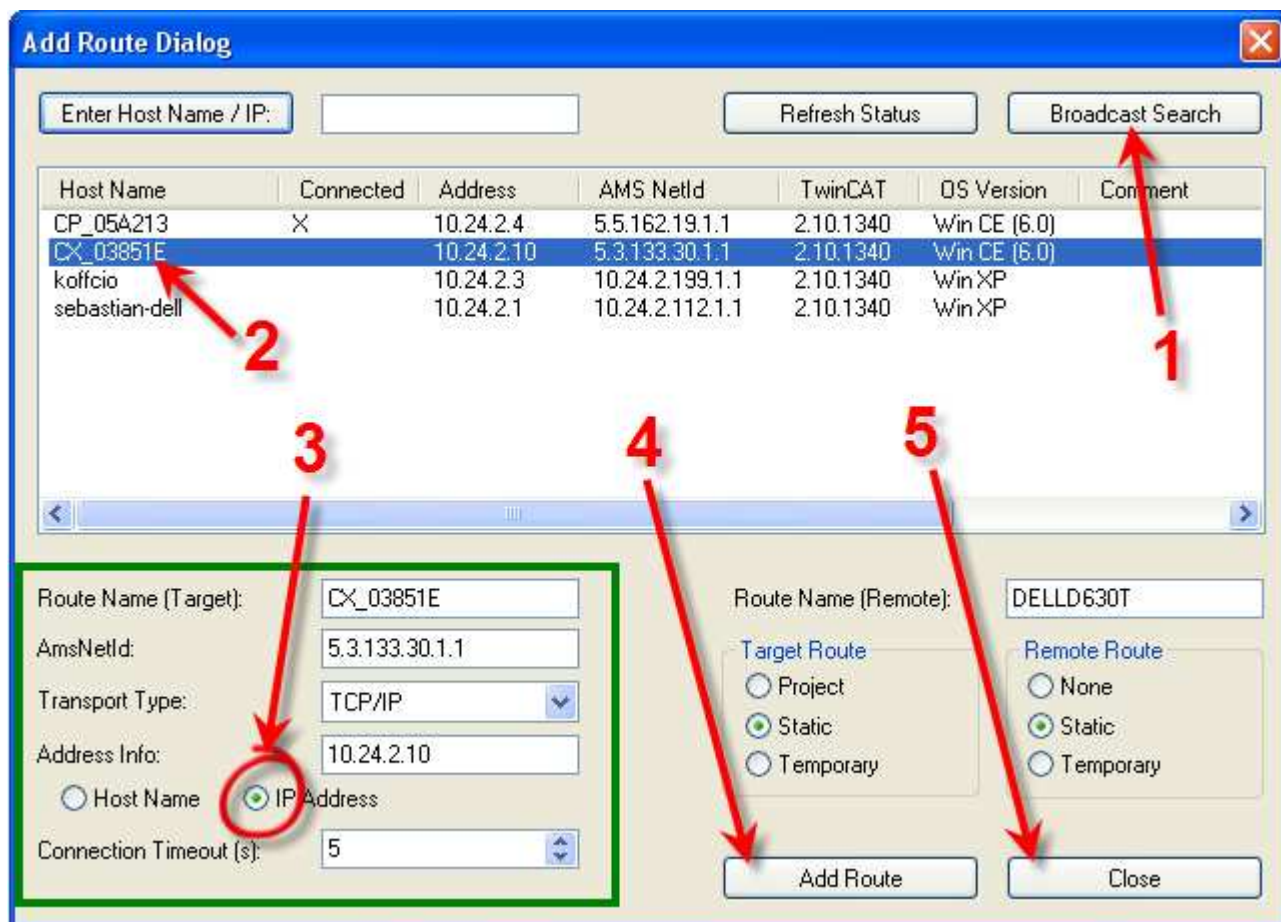 Add Route Dialog
Enter Host Name / IP:
Refresh Status
Broadcast Search
Host Name Connected Address AMS NetId TwinCAT OS Version Comment
CP_05A213 X 10.24.2.4 5.5.162.19.1.1 2.10.1340 Win CE (6.0)
CX_03851E 10.24.2.10 5.3.133.30.1.1 2.10.1340 Win CE (6.0)
koffcio 10.24.2.3 10.24.2.199.1.1 2.10.1340 Win XP
sebastian-dell 10.24.2.1 10.24.2.112.1.1 2.10.1340 Win XP
1
2
3
4
5
Route Name (Target): CX_03851E
AmsNetId: 5.3.133.30.1.1
Transport Type: TCP/IP
Address Info: 10.24.2.10
Host Name IP Address
Connection Timeout (s): 5
Route Name (Remote): DELLD630T
Target Route
Project
Static
Temporary
Remote Route
None
Static
Temporary
Add Route
Close